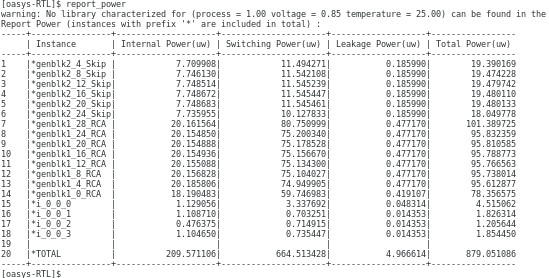 [oasys-RTL]$ report_power
warning: No library characterized for (process = 1.00 voltage = 0.85 temperature = 25.00) can be found in the
Report Power (instances with prefix '*' are included in total) :
-----+----------------+--------------------+---------------------+-------------------+----------------
     | Instance       | Internal Power(uw) | Switching Power(uw) | Leakage Power(uw) | Total Power(uw)
-----+----------------+--------------------+---------------------+-------------------+----------------
1    |*genblk2_4_Skip |            7.709908|            11.494271|           0.185990|       19.390169
2    |*genblk2_8_Skip |            7.746130|            11.542108|           0.185990|       19.474228
3    |*genblk2_12_Skip|            7.748514|            11.545239|           0.185990|       19.479742
4    |*genblk2_16_Skip|            7.748672|            11.545447|           0.185990|       19.480110
5    |*genblk2_20_Skip|            7.748683|            11.545461|           0.185990|       19.480133
6    |*genblk2_24_Skip|            7.735955|            10.127832|           0.185990|       18.049778
7    |*genblk1_28_RCA |           20.161564|            80.750999|           0.477170|      101.389725
8    |*genblk1_24_RCA |           20.154850|            75.200340|           0.477170|       95.832359
9    |*genblk1_20_RCA |           20.154888|            75.178528|           0.477170|       95.810585
10   |*genblk1_16_RCA |           20.154936|            75.156670|           0.477170|       95.788773
11   |*genblk1_12_RCA |           20.155088|            75.134300|           0.477170|       95.766563
12   |*genblk1_8_RCA  |           20.156828|            75.104027|           0.477170|       95.738014
13   |*genblk1_4_RCA  |           20.185806|            74.949905|           0.477170|       95.612877
14   |*genblk1_0_RCA  |           18.190483|            59.746983|           0.419107|       78.356575
15   |*i_0_0_0        |            1.129056|             3.337692|           0.048314|        4.515062
16   |*i_0_0_1        |            1.108710|             0.703251|           0.014353|        1.826314
17   |*i_0_0_2        |            0.476375|             0.714915|           0.014353|        1.205644
18   |*i_0_0_3        |            1.104650|             0.735447|           0.014353|        1.854450
19   |                |                    |                     |                   |
20   |*TOTAL          |          209.571106|           664.513428|           4.966614|      879.051086
-----+----------------+--------------------+---------------------+-------------------+----------------
[oasys-RTL]$